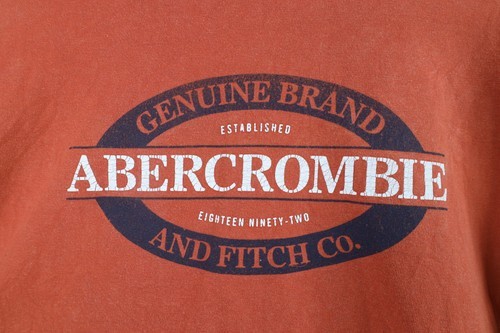 GENUINE BRAND
ESTABLISHED
ABERCROMBIE
EIGHTEEN NINETY-TWO
AND FITCH CO.